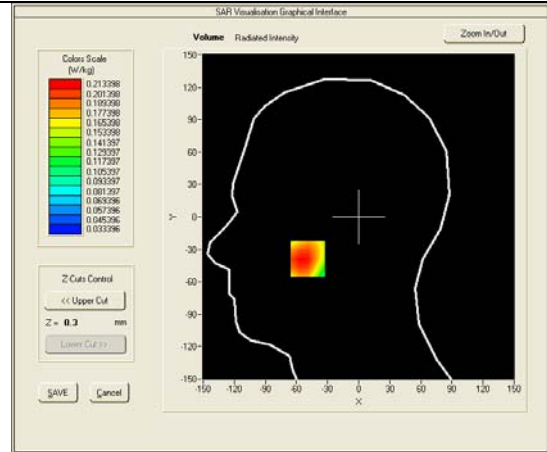 SAR Visualisation Graphical Interface
Volume Radiated Intensity
Zoom In/Out
Colors Scale
(W/kg)
0.213398
0.201398
0.189398
0.177398
0.165398
0.153398
0.141397
0.129397
0.117397
0.105397
0.093397
0.081397
0.069396
0.057396
0.045396
0.033396
Z Cuts Control
<< Upper Cut
Z = 0.3 mm
Lower Cut >>
SAVE Cancel
150
120
90
60
30
0
-30
-60
-90
-120
-150
Y
-150 -120 -90 -60 -30 0 30 60 90 120 150
X